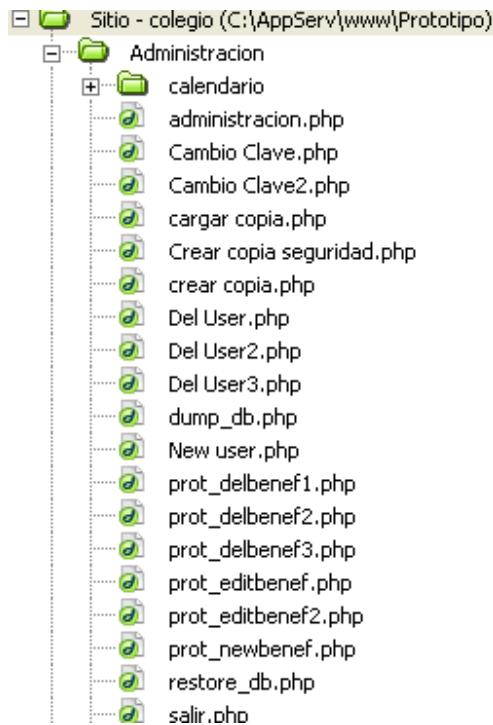 Sitio - colegio (C:\AppServ\www\Prototipo)
Administracion
calendario
administracion.php
Cambio Clave.php
Cambio Clave2.php
cargar copia.php
Crear copia seguridad.php
crear copia.php
Del User.php
Del User2.php
Del User3.php
dump_db.php
New user.php
prot_delbenef1.php
prot_delbenef2.php
prot_delbenef3.php
prot_editbenef.php
prot_editbenef2.php
prot_newbenef.php
restore_db.php
salir.php